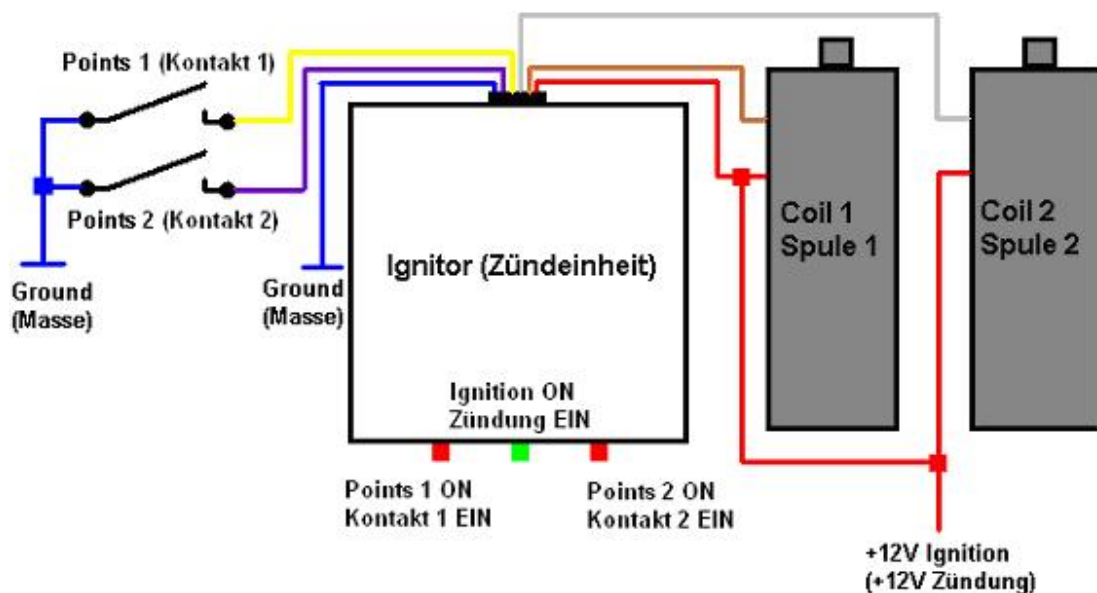 Points 1 (Kontakt 1)
Points 2 (Kontakt 2)
Ground
(Masse)
Ground
(Masse)
Ignitor (Zündeinheit)
Ignition ON
Zündung EIN
Points 1 ON
Kontakt 1 EIN
Points 2 ON
Kontakt 2 EIN
Coil 1
Spule 1
Coil 2
Spule 2
+12V Ignition
(+12V Zündung)